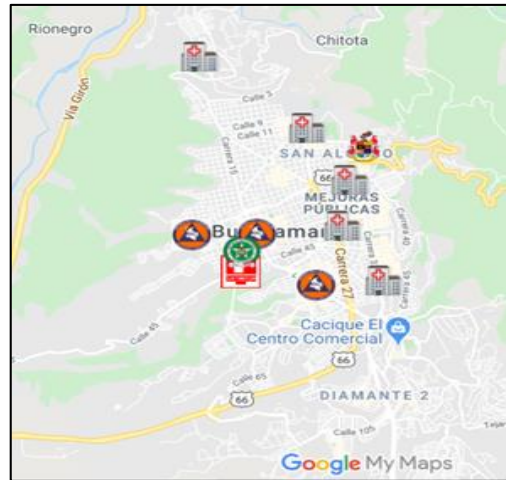 Rionegro
Chitota
Vía Girón
Calle 5
Calle 9
Calle 11
Carrera 15
SAN AL O
66
MEJORAS
PÚBLICAS
Bu aman
Calle 45
Carrera 40
Carrera 27
Calle 45
Cacique El
Centro Comercial
66
Calle 65
66
DIAMANTE 2
Calle 105
Google My Maps